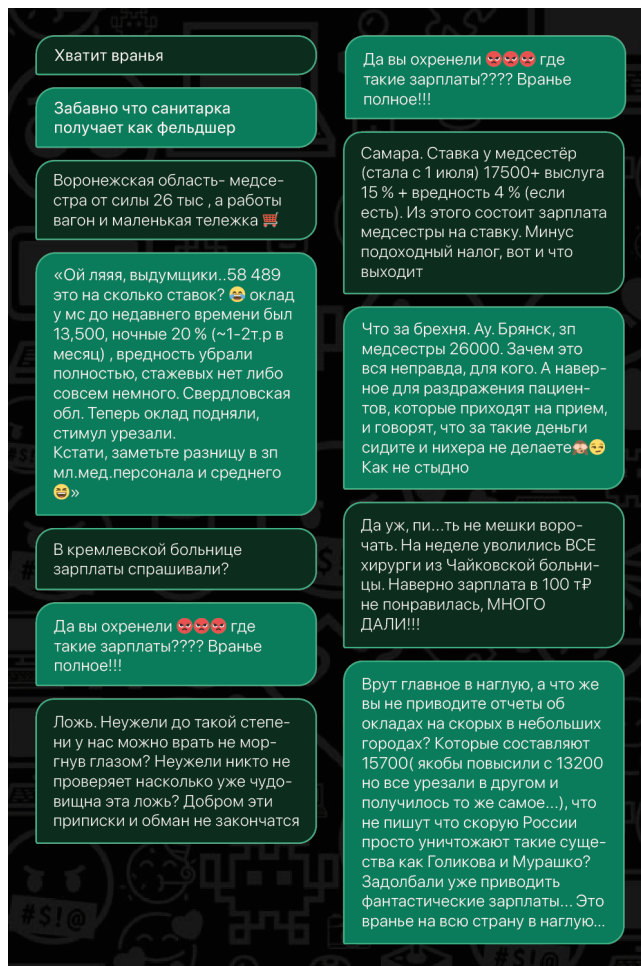 Хватит вранья
Забавно что санитарка
получает как фельдшер
Воронежская область- медсе-
стра от силы 26 тыс , а работы
вагон и маленькая тележка 🛒
«Ой ляяя, выдумщики..58 489
это на сколько ставок? 😂 оклад
у мс до недавнего времени был
13,500, ночные 20 % (~1-2т.р в
месяц) , вредность убрали
полностью, стажевых нет либо
совсем немного. Свердловская
обл. Теперь оклад подняли,
стимул урезали.
Кстати, заметьте разницу в зп
мл.мед.персонала и среднего
😆»
В кремлевской больнице
зарплаты спрашивали?
Да вы охренели 😡😡😡 где
такие зарплаты???? Вранье
полное!!!
Ложь. Неужели до такой степе-
ни у нас можно врать не мор-
гнув глазом? Неужели никто не
проверяет насколько уже чудо-
вищна эта ложь? Добром эти
приписки и обман не закончатся
Да вы охренели 😡😡😡 где
такие зарплаты???? Вранье
полное!!!
Самара. Ставка у медсестёр
(стала с 1 июля) 17500+ выслуга
15 % + вредность 4 % (если
есть). Из этого состоит зарплата
медсестры на ставку. Минус
подоходный налог, вот и что
выходит
Что за брехня. Ау. Брянск, зп
медсестры 26000. Зачем это
вся неправда, для кого. А навер-
ное для раздражения пациен-
тов, которые приходят на прием,
и говорят, что за такие деньги
сидите и нихера не делаете🙈😏
Как не стыдно
Да уж, пи...ть не мешки воро-
чать. На неделе уволились ВСЕ
хирурги из Чайковской больни-
цы. Наверно зарплата в 100 т₽
не понравилась, МНОГО
ДАЛИ!!!
Врут главное в наглую, а что же
вы не приводите отчеты об
окладах на скорых в небольших
городах? Которые составляют
15700( якобы повысили с 13200
но все урезали в другом и
получилось то же самое...), что
не пишут что скорую России
просто уничтожают такие суще-
ства как Голикова и Мурашко?
Задолбали уже приводить
фантастические зарплаты... Это
вранье на всю страну в наглую...
#$!@